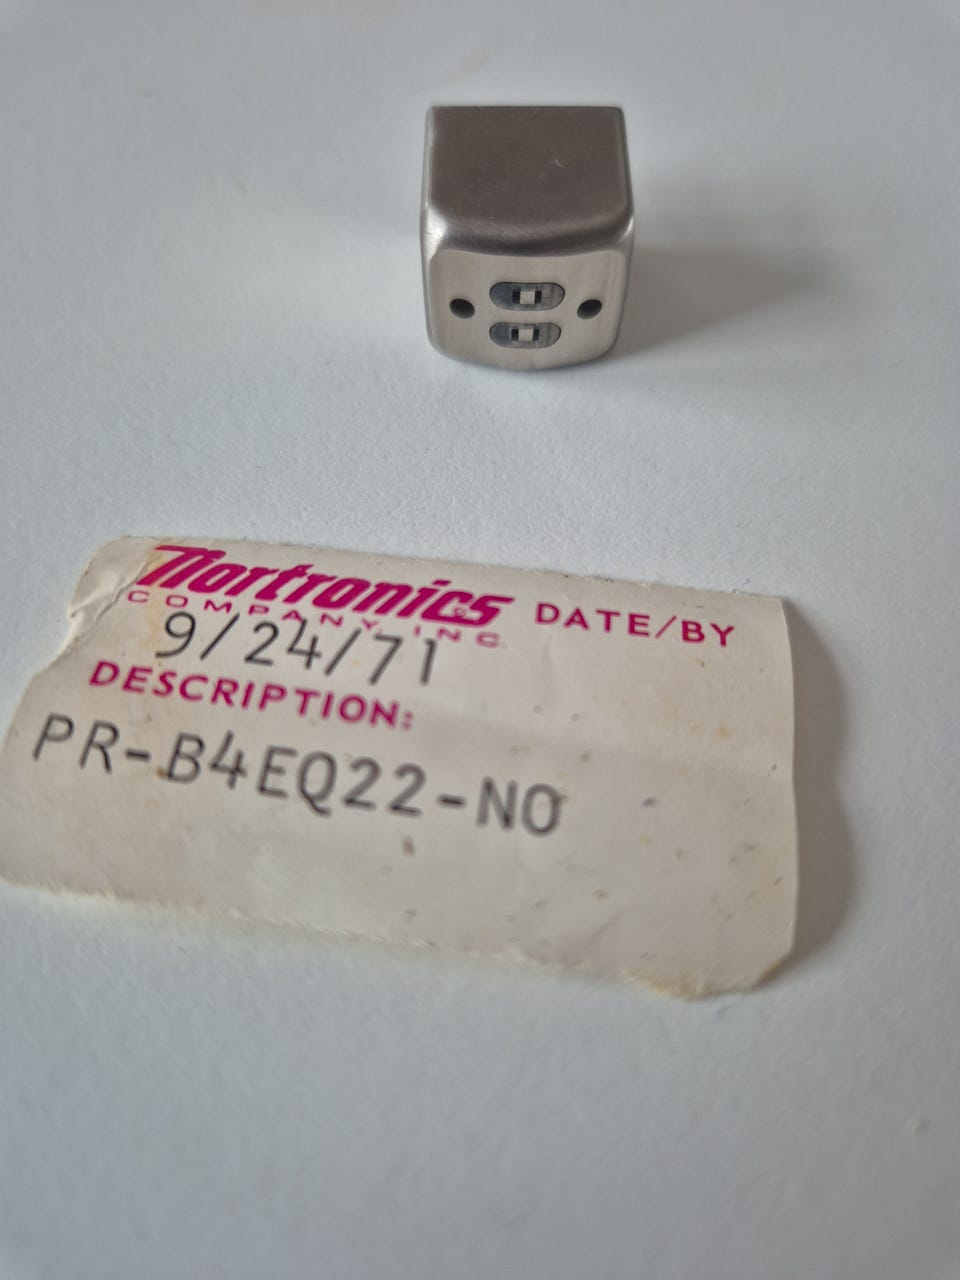 Nortronics
COMPANY INC
DATE/BY
9/24/71
DESCRIPTION:
PR-B4EQ22-NO